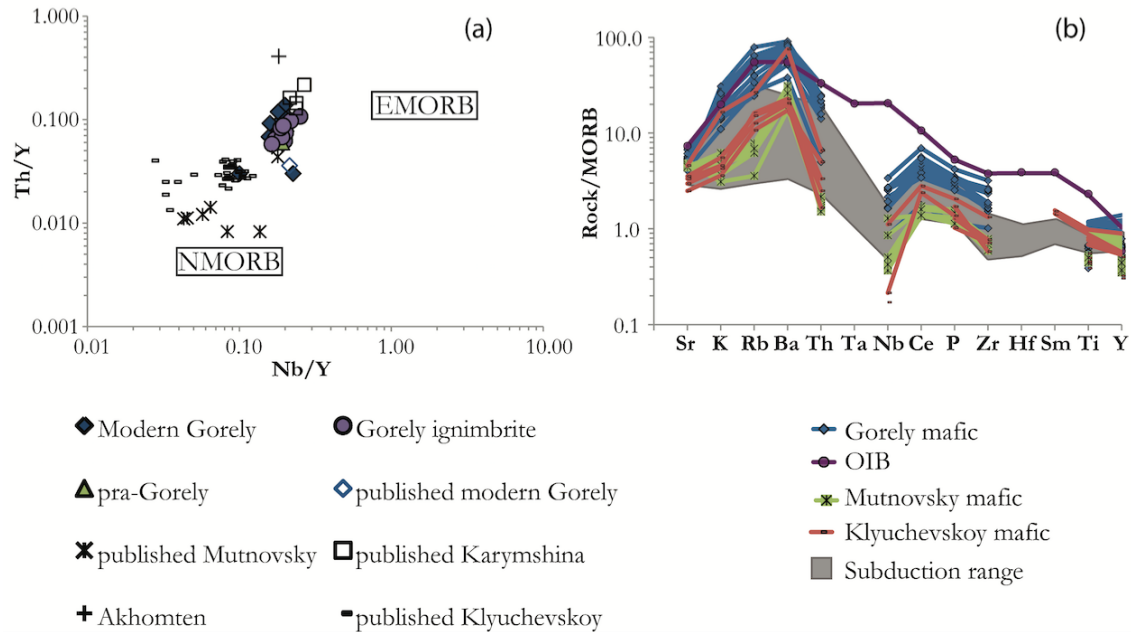 (a)
1.000
0.100
0.010
0.001
Th/Y
EMORB
NMORB
0.01 0.10 1.00 10.00
Nb/Y
(b)
100.0
10.0
1.0
0.1
Rock/MORB
Sr K Rb Ba Th Ta Nb Ce P Zr Hf Sm Ti Y
Modern Gorely
Gorely ignimbrite
pra-Gorely
published modern Gorely
published Mutnovsky
published Karymshina
Akhomten
published Klyuchevskoy
Gorely mafic
OIB
Mutnovsky mafic
Klyuchevskoy mafic
Subduction range